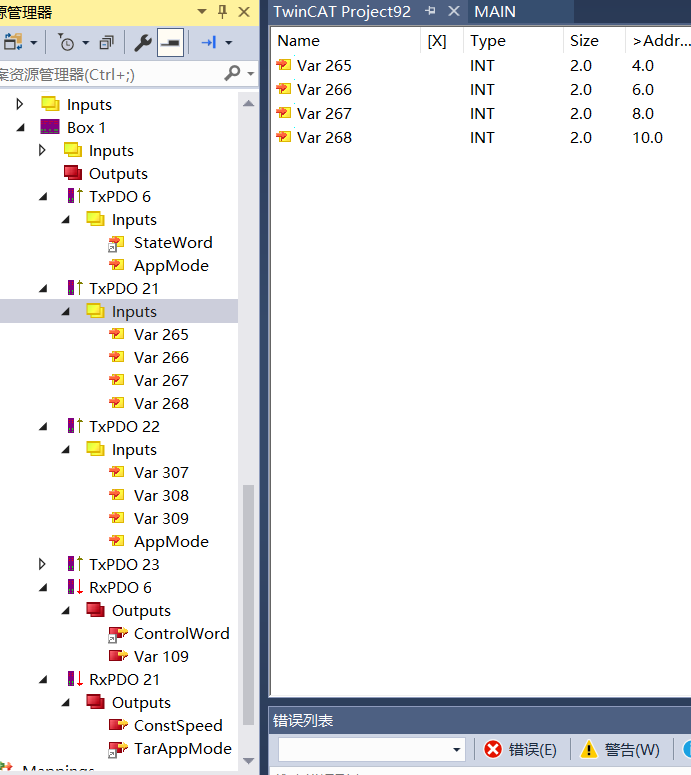 源管理器
案资源管理器(Ctrl+;)
Inputs
Box 1
Inputs
Outputs
TxPDO 6
Inputs
StateWord
AppMode
TxPDO 21
Inputs
Var 265
Var 266
Var 267
Var 268
TxPDO 22
Inputs
Var 307
Var 308
Var 309
AppMode
TxPDO 23
RxPDO 6
Outputs
ControlWord
Var 109
RxPDO 21
Outputs
ConstSpeed
TarAppMode
Mappings
TwinCAT Project92 MAIN
Name [X] Type Size >Addr...
Var 265 INT 2.0 4.0
Var 266 INT 2.0 6.0
Var 267 INT 2.0 8.0
Var 268 INT 2.0 10.0
错误列表
错误(E) 警告(W)